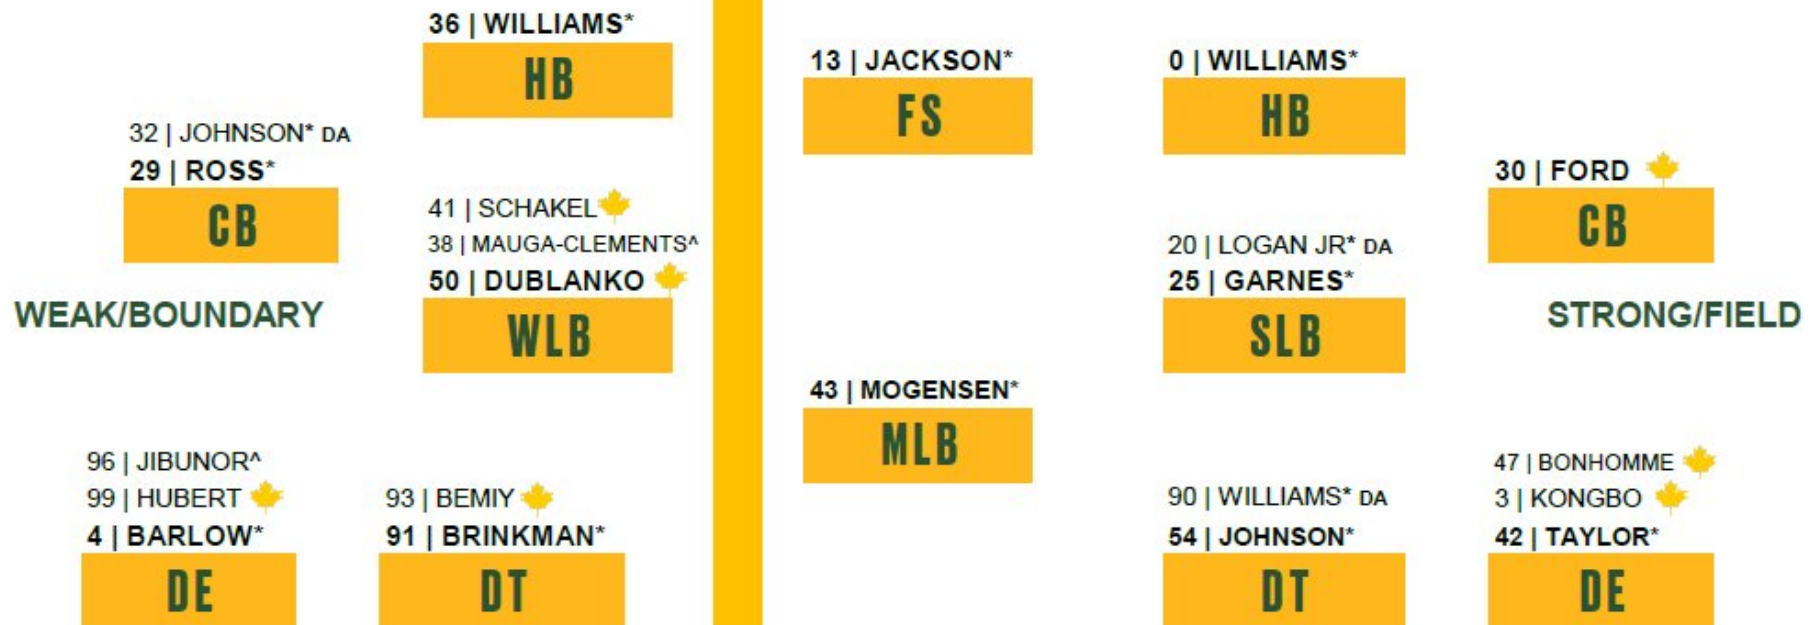 36 | WILLIAMS*
HB
13 | JACKSON*
FS
0 | WILLIAMS*
HB
32 | JOHNSON* DA
29 | ROSS*
CB
30 | FORD
CB
41 | SCHAKEL
38 | MAUGA-CLEMENTS^
50 | DUBLANKO
WLB
20 | LOGAN JR* DA
25 | GARNES*
SLB
WEAK/BOUNDARY
STRONG/FIELD
43 | MOGENSEN*
MLB
96 | JIBUNOR^
99 | HUBERT
4 | BARLOW*
DE
93 | BEMIY
91 | BRINKMAN*
DT
90 | WILLIAMS* DA
54 | JOHNSON*
DT
47 | BONHOMME
3 | KONGBO
42 | TAYLOR*
DE